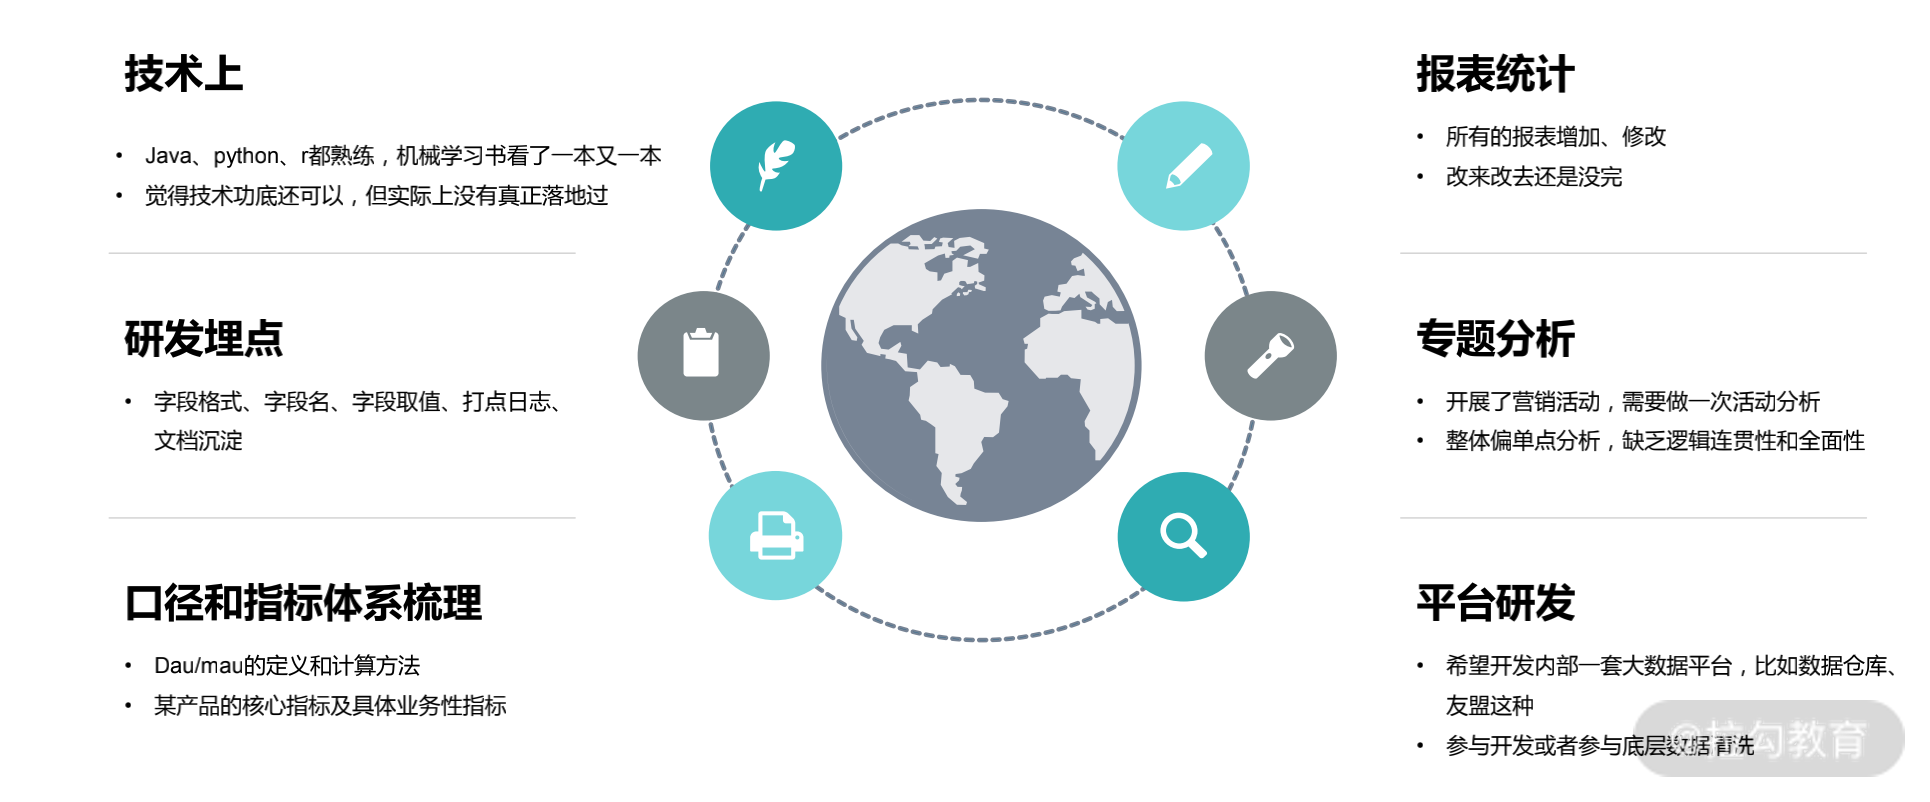 技术上
• Java、python、r都熟练，机械学习书看了一本又一本
• 觉得技术功底还可以，但实际上没有真正落地过
研发埋点
• 字段格式、字段名、字段取值、打点日志、
文档沉淀
口径和指标体系梳理
• Dau/mau的定义和计算方法
• 某产品的核心指标及具体业务性指标
报表统计
• 所有的报表增加、修改
• 改来改去还是没完
专题分析
• 开展了营销活动，需要做一次活动分析
• 整体偏单点分析，缺乏逻辑连贯性和全面性
平台研发
• 希望开发内部一套大数据平台，比如数据仓库、
友盟这种
• 参与开发或者参与底层数据清洗
@拉勾教育